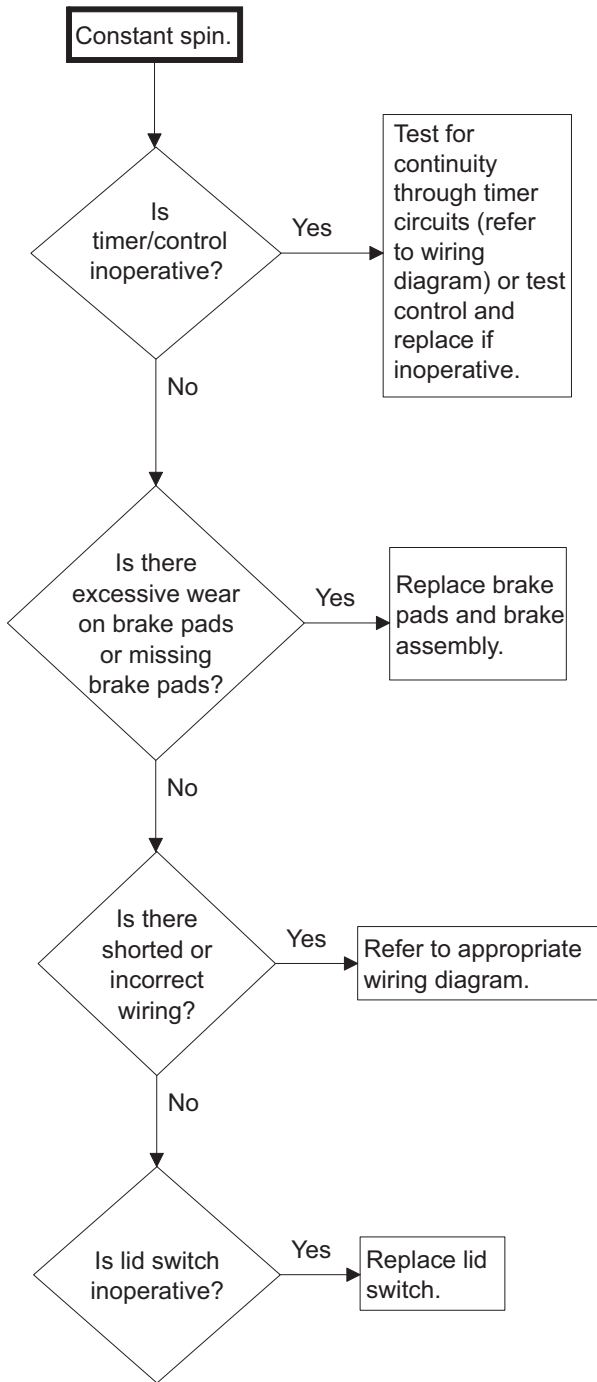 Constant spin.
Is
timer/control
inoperative?
Yes
Test for
continuity
through timer
circuits (refer
to wiring
diagram) or test
control and
replace if
inoperative.
No
Is there
excessive wear
on brake pads
or missing
brake pads?
Yes
Replace brake
pads and brake
assembly.
No
Is there
shorted or
incorrect
wiring?
Yes
Refer to appropriate
wiring diagram.
No
Is lid switch
inoperative?
Yes
Replace lid
switch.